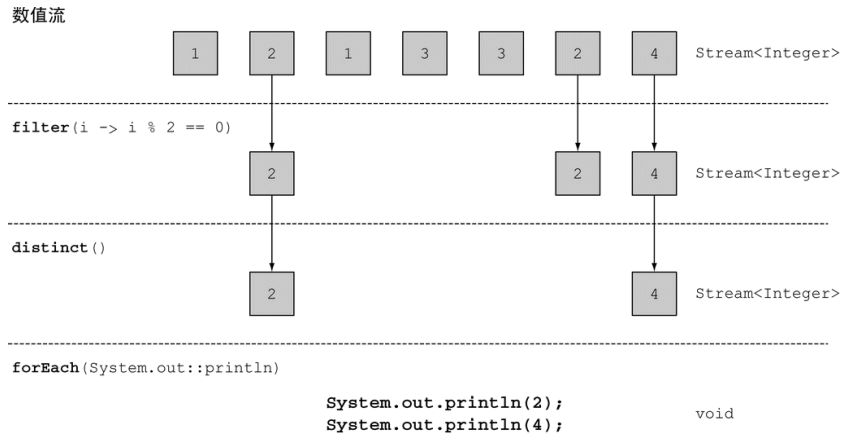 数值流
1 2 1 3 3 2 4 Stream<Integer>
filter(i -> i % 2 == 0)
2 2 4 Stream<Integer>
distinct()
2 4 Stream<Integer>
forEach(System.out::println)
System.out.println(2);
System.out.println(4);
void